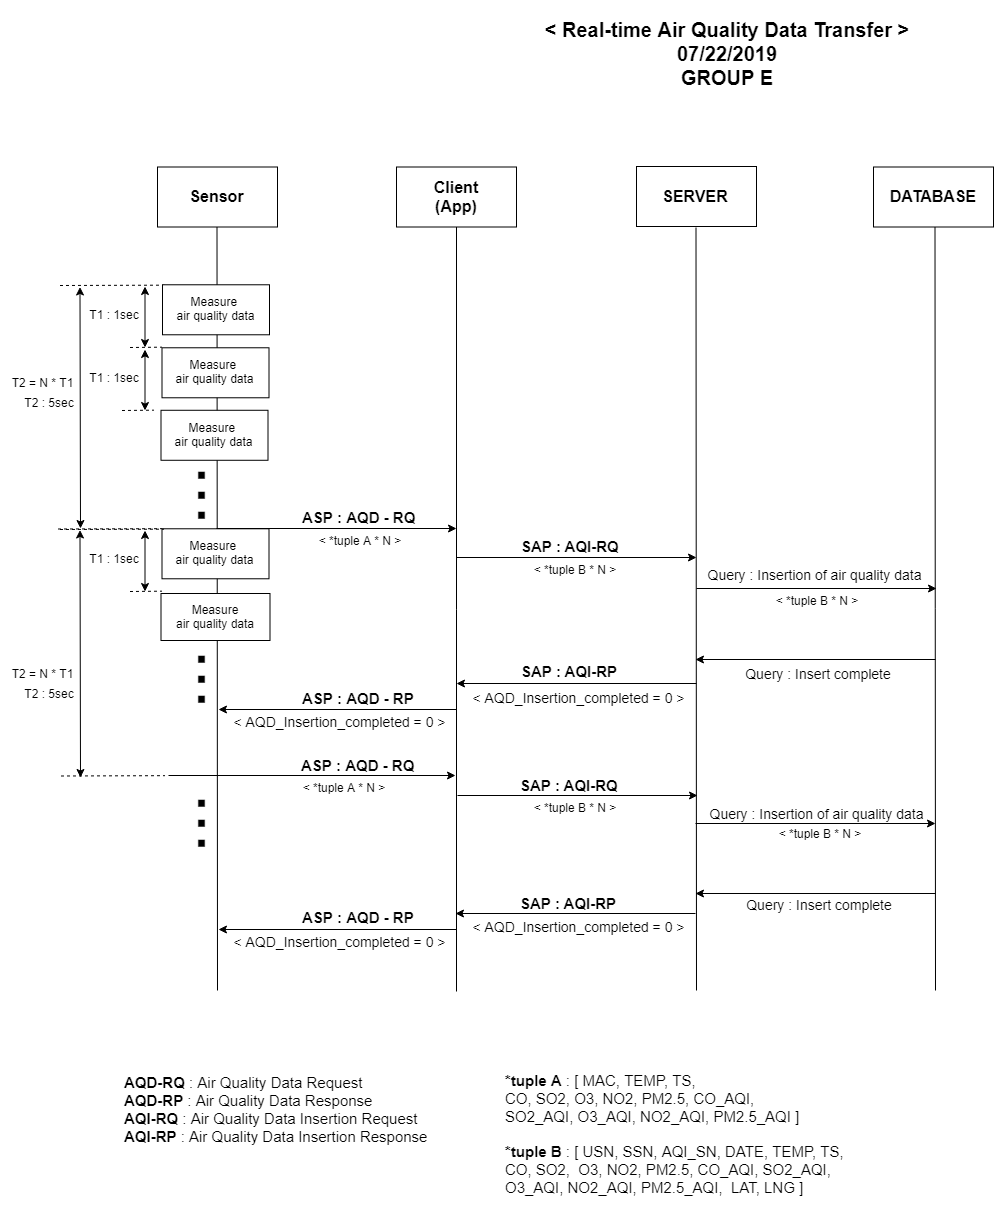 < Real-time Air Quality Data Transfer >
07/22/2019
GROUP E
Sensor
Client
(App)
SERVER
DATABASE
Measure
air quality data
T1 : 1sec
Measure
air quality data
T1 : 1sec
T2 = N * T1
T2 : 5sec
Measure
air quality data
ASP : AQD - RQ
< *tuple A * N >
Measure
air quality data
T1 : 1sec
SAP : AQI-RQ
< *tuple B * N >
Query : Insertion of air quality data
< *tuple B * N >
Measure
air quality data
T2 = N * T1
T2 : 5sec
Query : Insert complete
SAP : AQI-RP
< AQD_Insertion_completed = 0 >
ASP : AQD - RP
< AQD_Insertion_completed = 0 >
ASP : AQD - RQ
< *tuple A * N >
SAP : AQI-RQ
< *tuple B * N >
Query : Insertion of air quality data
< *tuple B * N >
Query : Insert complete
SAP : AQI-RP
< AQD_Insertion_completed = 0 >
ASP : AQD - RP
< AQD_Insertion_completed = 0 >
AQD-RQ : Air Quality Data Request
AQD-RP : Air Quality Data Response
AQI-RQ : Air Quality Data Insertion Request
AQI-RP : Air Quality Data Insertion Response
*tuple A : [ MAC, TEMP, TS,
CO, SO2, O3, NO2, PM2.5, CO_AQI,
SO2_AQI, O3_AQI, NO2_AQI, PM2.5_AQI ]
*tuple B : [ USN, SSN, AQI_SN, DATE, TEMP, TS,
CO, SO2,  O3, NO2, PM2.5, CO_AQI, SO2_AQI,
O3_AQI, NO2_AQI, PM2.5_AQI,  LAT, LNG ]